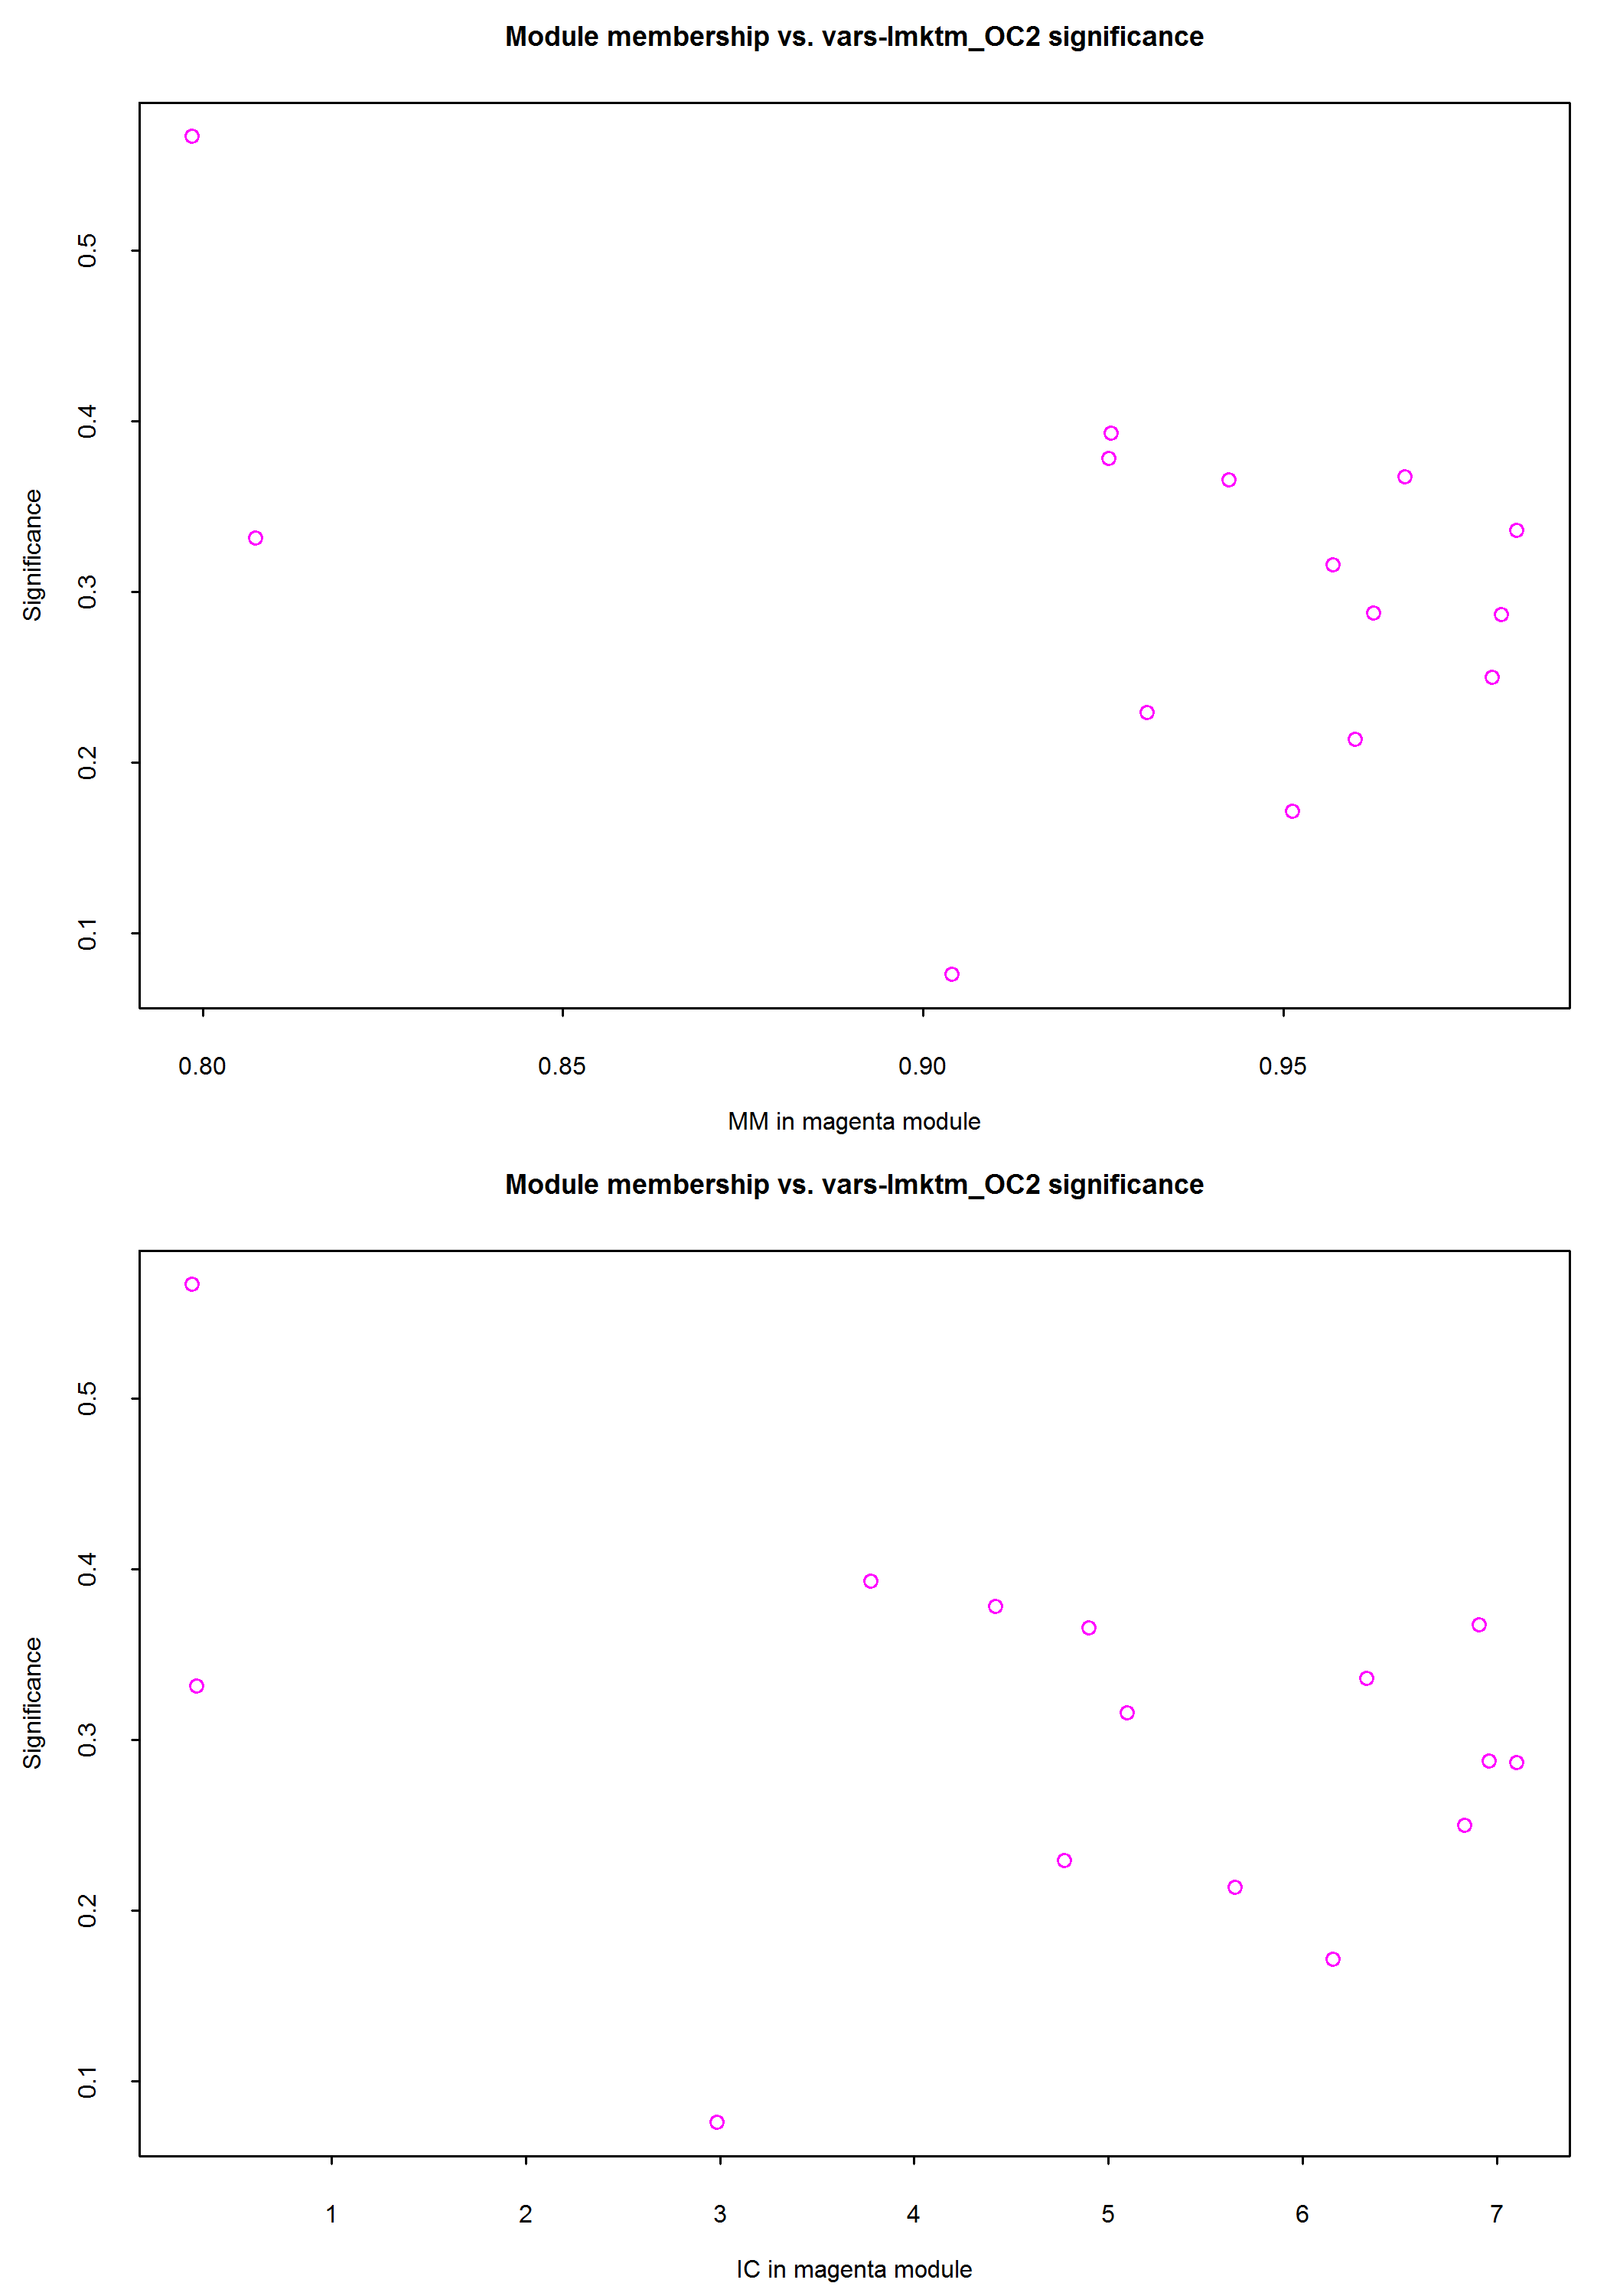 Module membership vs. vars-lmktm_OC2 significance
Significance
0.5
0.4
0.3
0.2
0.1
0.80 0.85 0.90 0.95
MM in magenta module
Module membership vs. vars-lmktm_OC2 significance
Significance
0.5
0.4
0.3
0.2
0.1
1 2 3 4 5 6 7
IC in magenta module